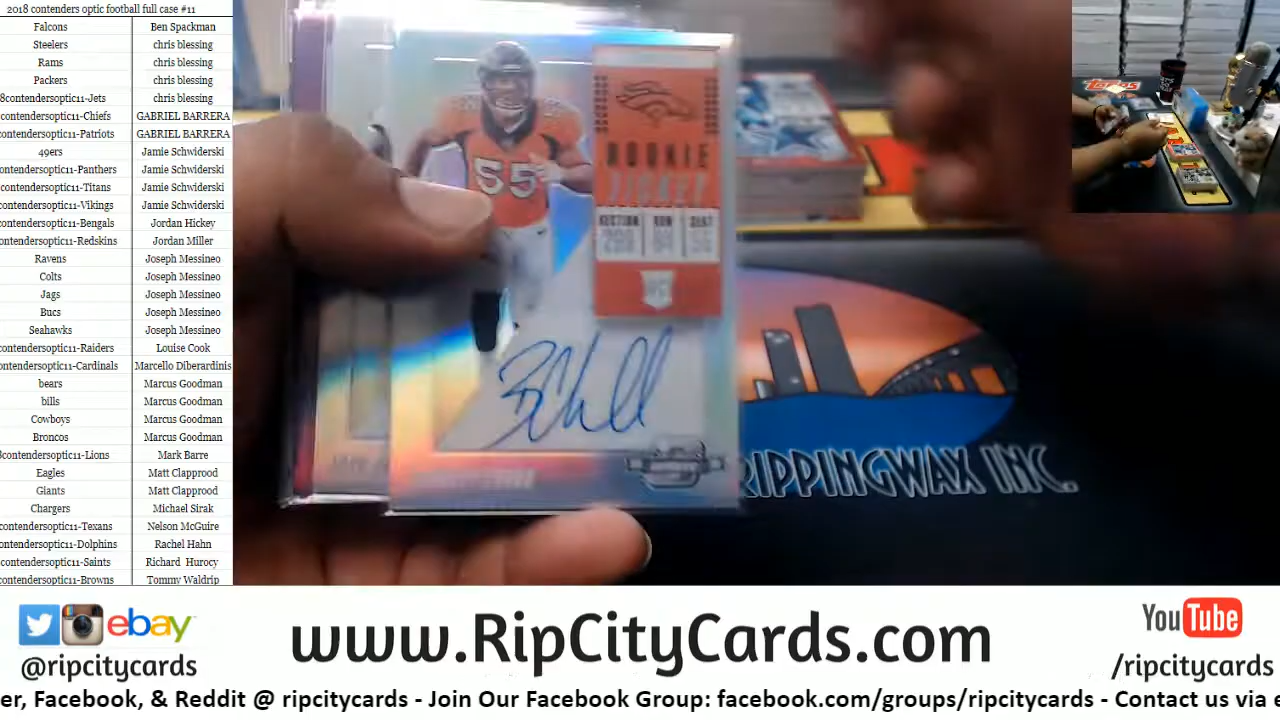 2018 contenders optic football full case #11
Falcons Ben Spackman
Steelers chris blessing
Rams chris blessing
Packers chris blessing
8contendersoptic11-Jets chris blessing
contendersoptic11-Chiefs GABRIEL BARRERA
contendersoptic11-Patriots GABRIEL BARRERA
49ers Jamie Schwiderski
contendersoptic11-Panthers Jamie Schwiderski
contendersoptic11-Titans Jamie Schwiderski
contendersoptic11-Vikings Jamie Schwiderski
contendersoptic11-Bengals Jordan Hickey
contendersoptic11-Redskins Jordan Miller
Ravens Joseph Messineo
Colts Joseph Messineo
Jags Joseph Messineo
Bucs Joseph Messineo
Seahawks Joseph Messineo
contendersoptic11-Raiders Louise Cook
ontendersoptic11-Cardinals Marcello Diberardinis
bears Marcus Goodman
bills Marcus Goodman
Cowboys Marcus Goodman
Broncos Marcus Goodman
8contendersoptic11-Lions Mark Barre
Eagles Matt Clapprood
Giants Matt Clapprood
Chargers Michael Sirak
contendersoptic11-Texans Nelson McGuire
ontendersoptic11-Dolphins Rachel Hahn
contendersoptic11-Saints Richard Hurocy
contendersoptic11-Browns Tommy Waldrip
55
ROOKIE
TICKET
SECTION ROW SEAT
RIPPINGWAX INC.
Topps
ebay
@ripcitycards
www.RipCityCards.com
YouTube
/ripcitycards
er, Facebook, & Reddit @ ripcitycards - Join Our Facebook Group: facebook.com/groups/ripcitycards - Contact us via e